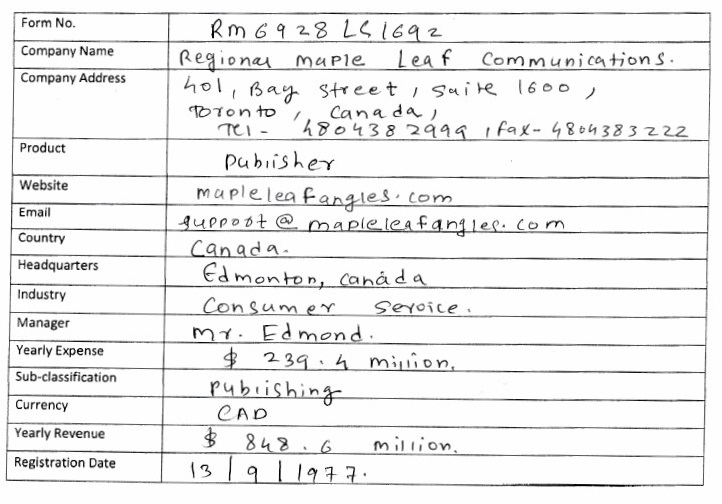 Form No. RM6928LS1692
Company Name Regional Maple Leaf Communications.
Company Address 401, Bay Street, Suite 1600,
Toronto, Canada,
Tel - 4804382999, Fax- 4804383222
Product Publisher
Website mapleleafangles.com
Email support@mapleleafangles.com
Country Canada.
Headquarters Edmonton, Canada
Industry Consumer Service.
Manager Mr. Edmond.
Yearly Expense $ 239.4 million.
Sub-classification Publishing
Currency CAD
Yearly Revenue $ 848.6 million.
Registration Date 13/9/1977.